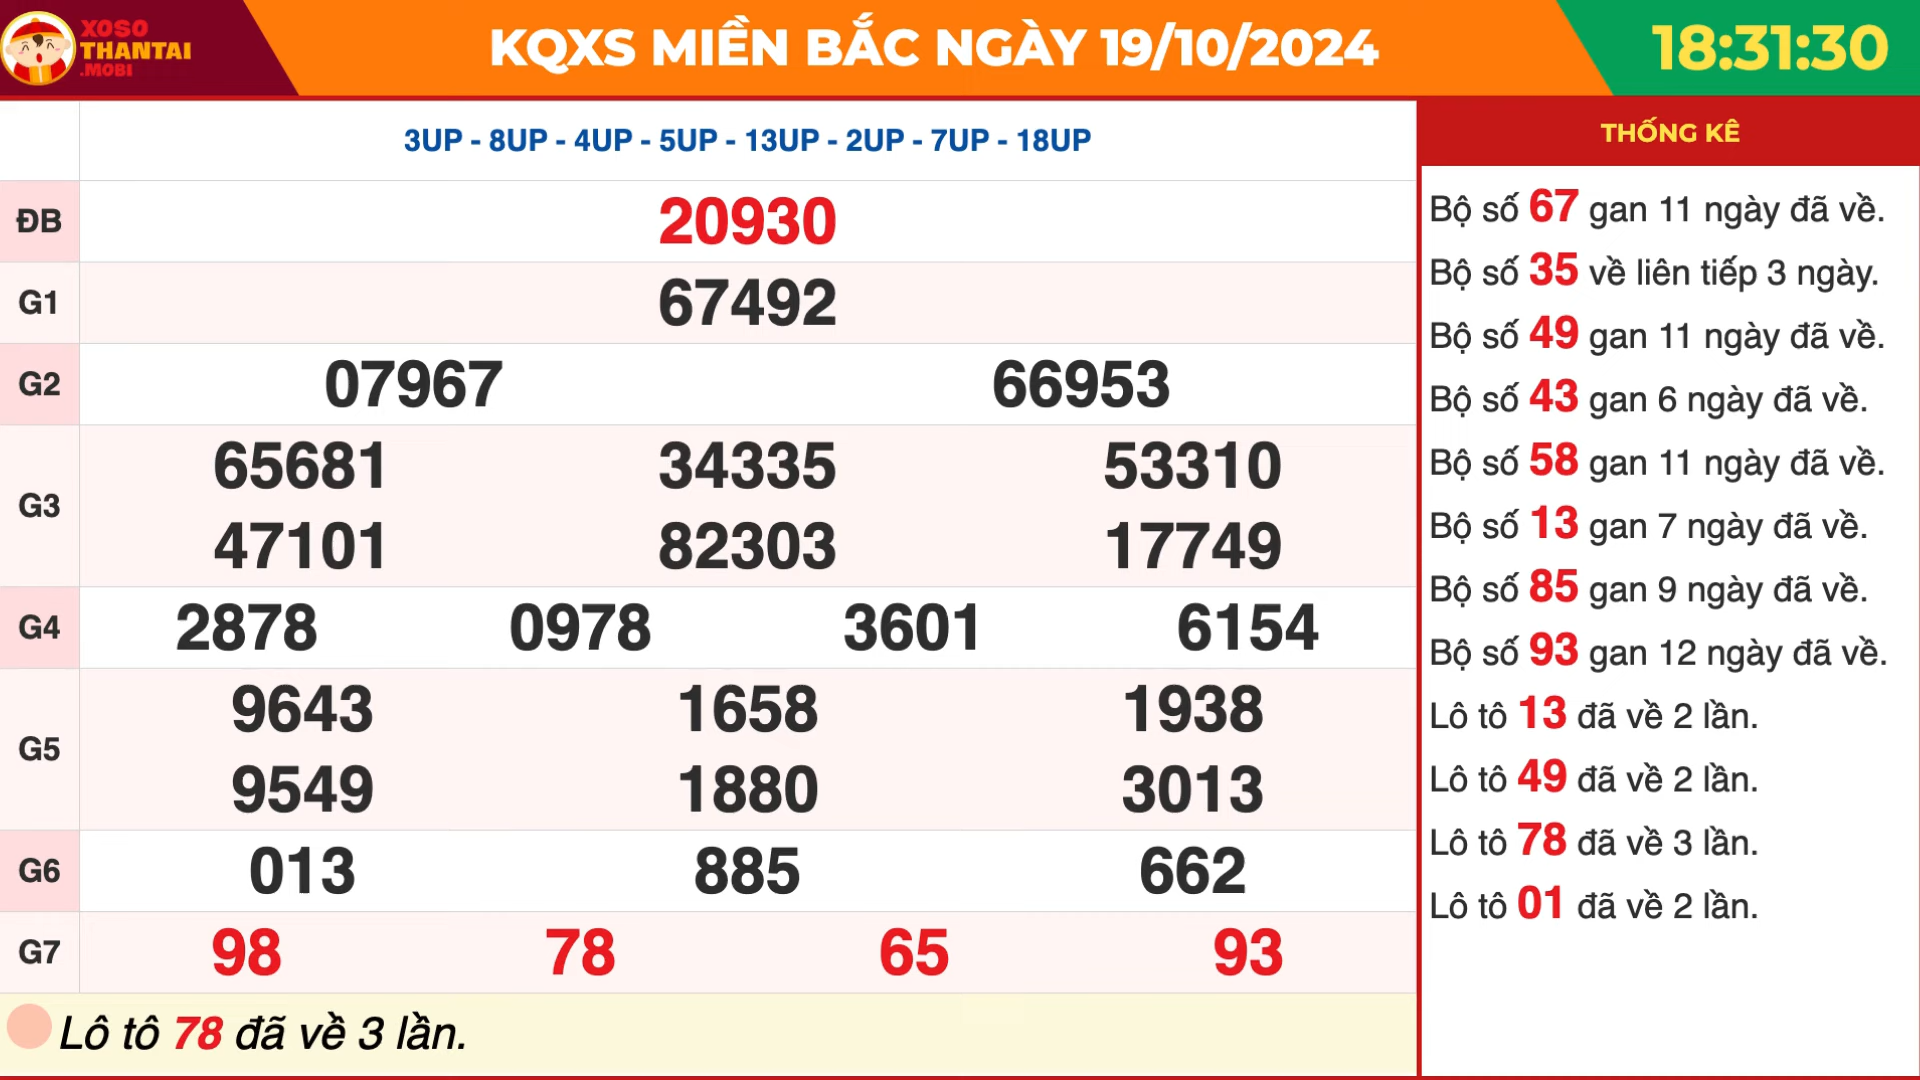 XOSO
THANTAI
.MOBI
KQXS MIỀN BẮC NGÀY 19/10/2024
18:31:30
3UP - 8UP - 4UP - 5UP - 13UP - 2UP - 7UP - 18UP
ĐB 20930
G1 67492
G2 07967 66953
G3 65681 34335 53310
47101 82303 17749
G4 2878 0978 3601 6154
G5 9643 1658 1938
9549 1880 3013
G6 013 885 662
G7 98 78 65 93
Lô tô 78 đã về 3 lần.
THỐNG KÊ
Bộ số 67 gan 11 ngày đã về.
Bộ số 35 về liên tiếp 3 ngày.
Bộ số 49 gan 11 ngày đã về.
Bộ số 43 gan 6 ngày đã về.
Bộ số 58 gan 11 ngày đã về.
Bộ số 13 gan 7 ngày đã về.
Bộ số 85 gan 9 ngày đã về.
Bộ số 93 gan 12 ngày đã về.
Lô tô 13 đã về 2 lần.
Lô tô 49 đã về 2 lần.
Lô tô 78 đã về 3 lần.
Lô tô 01 đã về 2 lần.